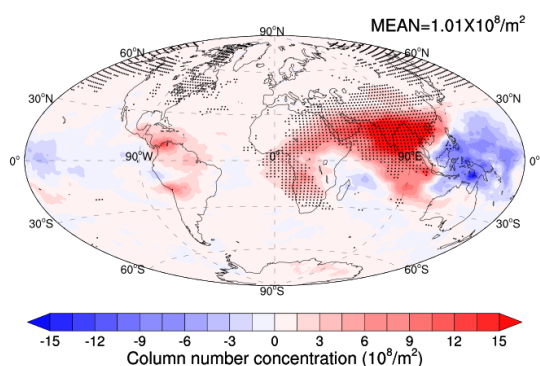 MEAN=1.01X10⁸/m²
90°N
60°N 60°N
30°N 30°N
0° 90°W 0° 90°E 0°
30°S 30°S
60°S 60°S
90°S
-15 -12 -9 -6 -3 0 3 6 9 12 15
Column number concentration (10⁸/m²)